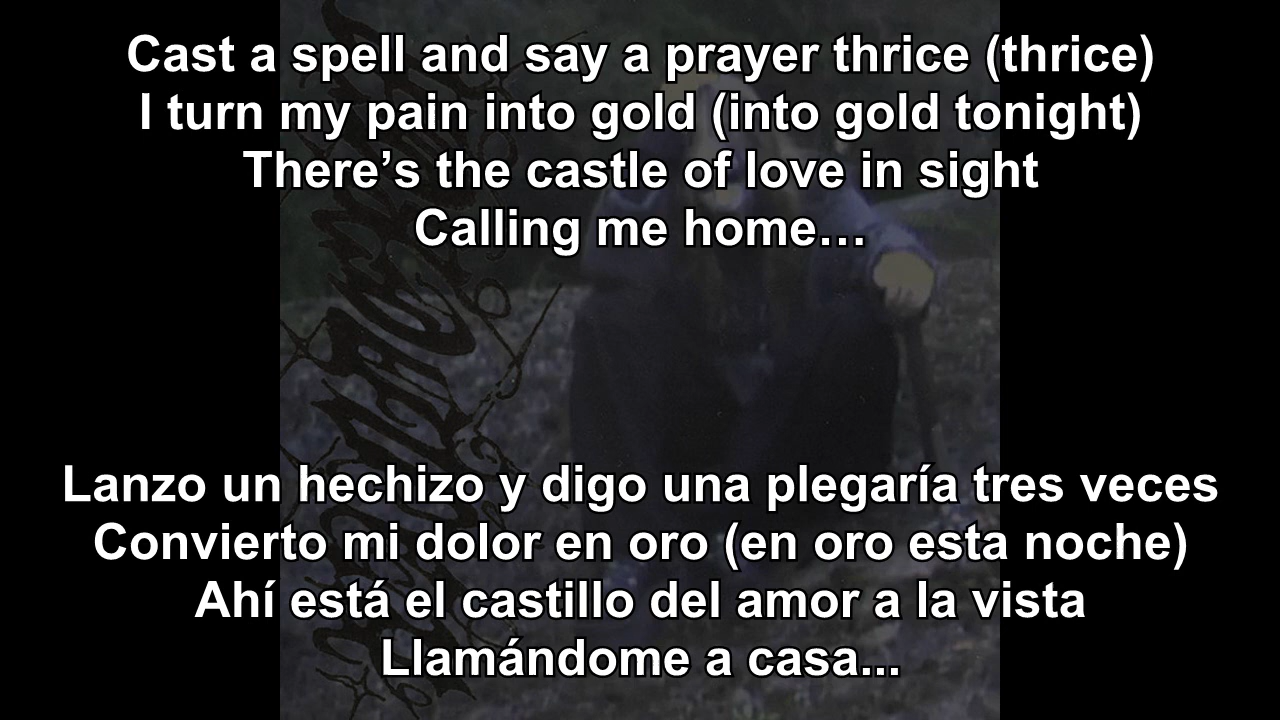 Cast a spell and say a prayer thrice (thrice)
I turn my pain into gold (into gold tonight)
There’s the castle of love in sight
Calling me home…
Lanzo un hechizo y digo una plegaría tres veces
Convierto mi dolor en oro (en oro esta noche)
Ahí está el castillo del amor a la vista
Llamándome a casa...